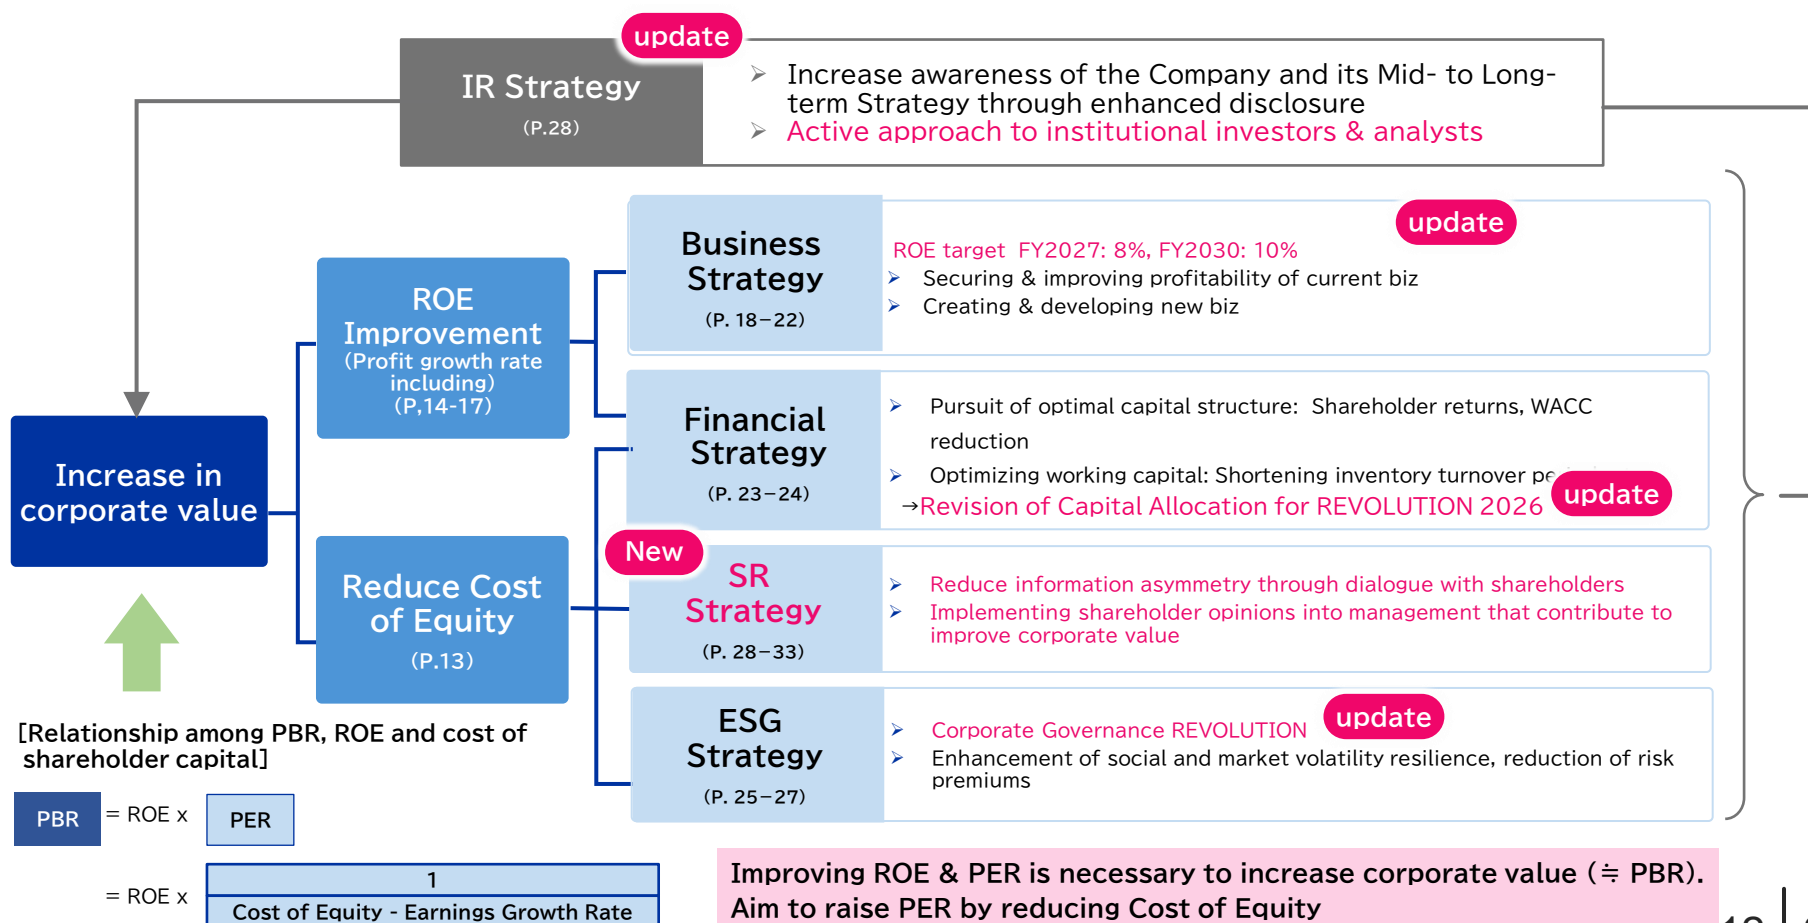 update
IR Strategy
(P.28)
Increase awareness of the Company and its Mid- to Long-
term Strategy through enhanced disclosure
Active approach to institutional investors & analysts
Business
Strategy
(P. 18−22)
update
ROE target  FY2027: 8%, FY2030: 10%
Securing & improving profitability of current biz
Creating & developing new biz
ROE
Improvement
(Profit growth rate
including)
(P,14-17)
Financial
Strategy
(P. 23−24)
Pursuit of optimal capital structure:  Shareholder returns, WACC
reduction
Optimizing working capital: Shortening inventory turnover
→Revision of Capital Allocation for REVOLUTION 2026
update
Increase in
corporate value
Reduce Cost
of Equity
(P.13)
New
SR
Strategy
(P. 28−33)
Reduce information asymmetry through dialogue with shareholders
Implementing shareholder opinions into management that contribute to
improve corporate value
ESG
Strategy
(P. 25−27)
update
Corporate Governance REVOLUTION
Enhancement of social and market volatility resilience, reduction of risk
premiums
[Relationship among PBR, ROE and cost of
shareholder capital]
PBR = ROE x PER
= ROE x
1
Cost of Equity - Earnings Growth Rate
Improving ROE & PER is necessary to increase corporate value (≒ PBR).
Aim to raise PER by reducing Cost of Equity